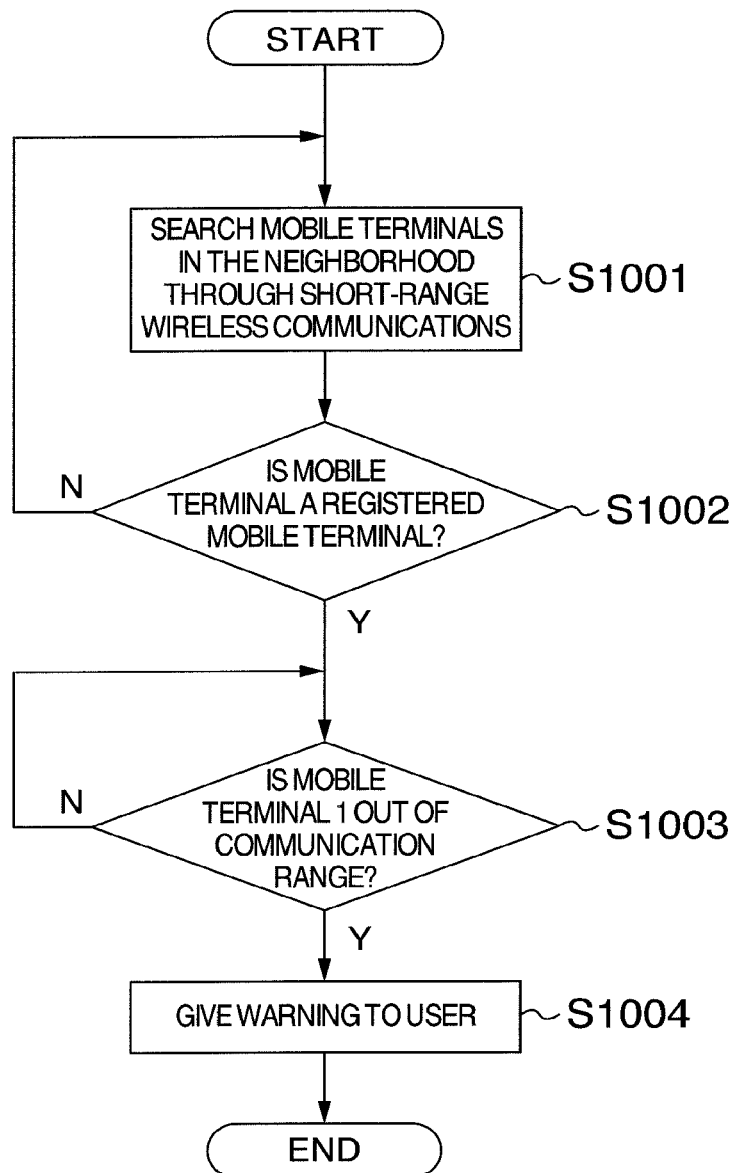 START
SEARCH MOBILE TERMINALS
IN THE NEIGHBORHOOD
THROUGH SHORT-RANGE
WIRELESS COMMUNICATIONS
S1001
IS MOBILE
TERMINAL A REGISTERED
MOBILE TERMINAL?
N
S1002
Y
IS MOBILE
TERMINAL 1 OUT OF
COMMUNICATION
RANGE?
N
S1003
Y
GIVE WARNING TO USER
S1004
END